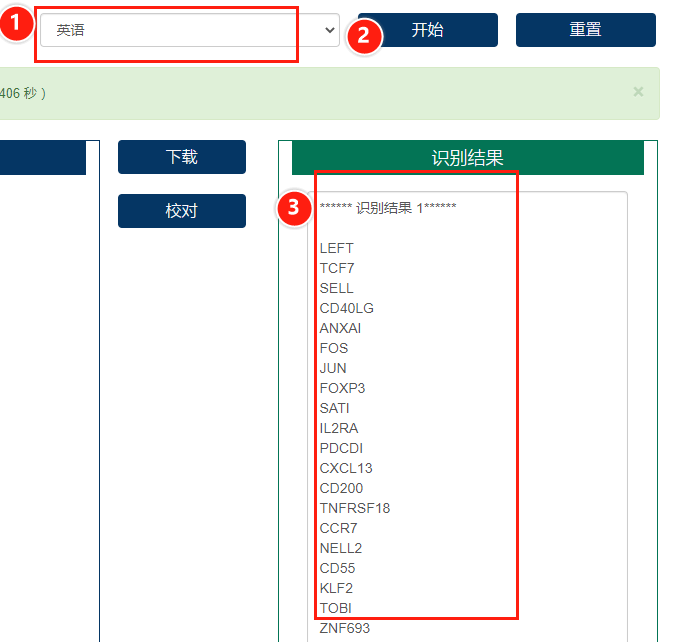 1
英语
2
开始
重置
406 秒 ）
×
下载
校对
识别结果
3
****** 识别结果 1******
LEFT
TCF7
SELL
CD40LG
ANXAI
FOS
JUN
FOXP3
SATI
IL2RA
PDCDI
CXCL13
CD200
TNFRSF18
CCR7
NELL2
CD55
KLF2
TOBI
ZNF693